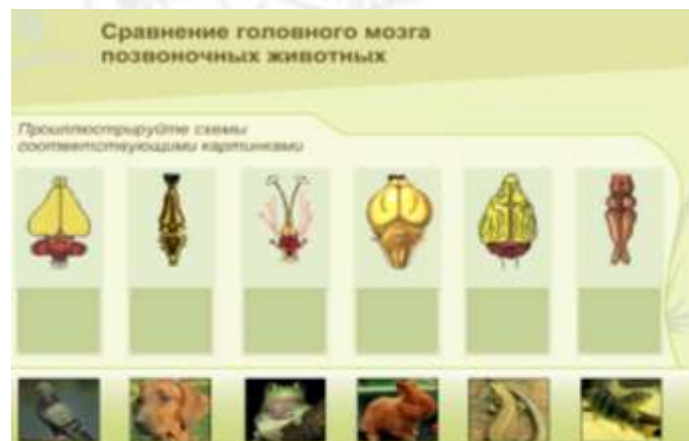 Сравнение головного мозга
позвоночных животных
Проиллюстрируйте схемы
соответствующими картинками